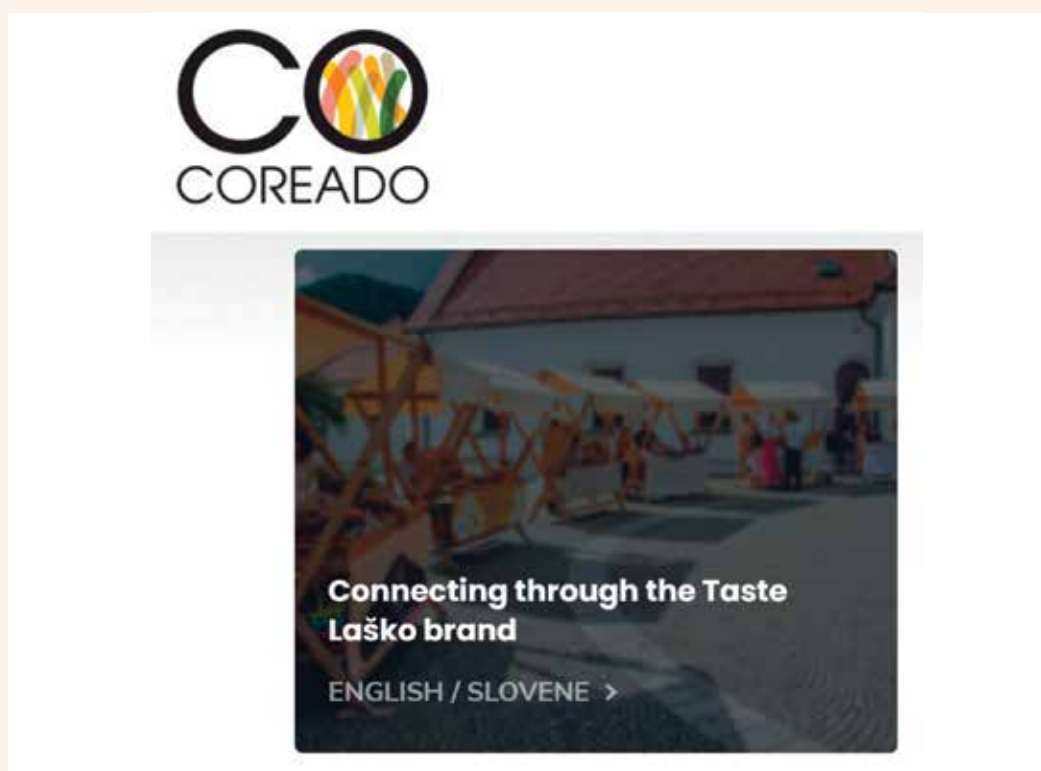 CO
COREADO
Connecting through the Taste
Laško brand
ENGLISH / SLOVENE >